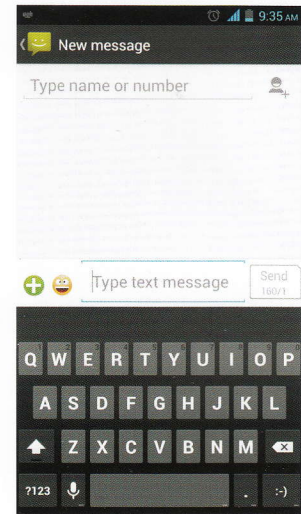 9:35 AM
New message
Type name or number
Type text message
Send
160/1
Q W E R T Y U I O P
A S D F G H J K L
Z X C V B N M
?123 . :-)